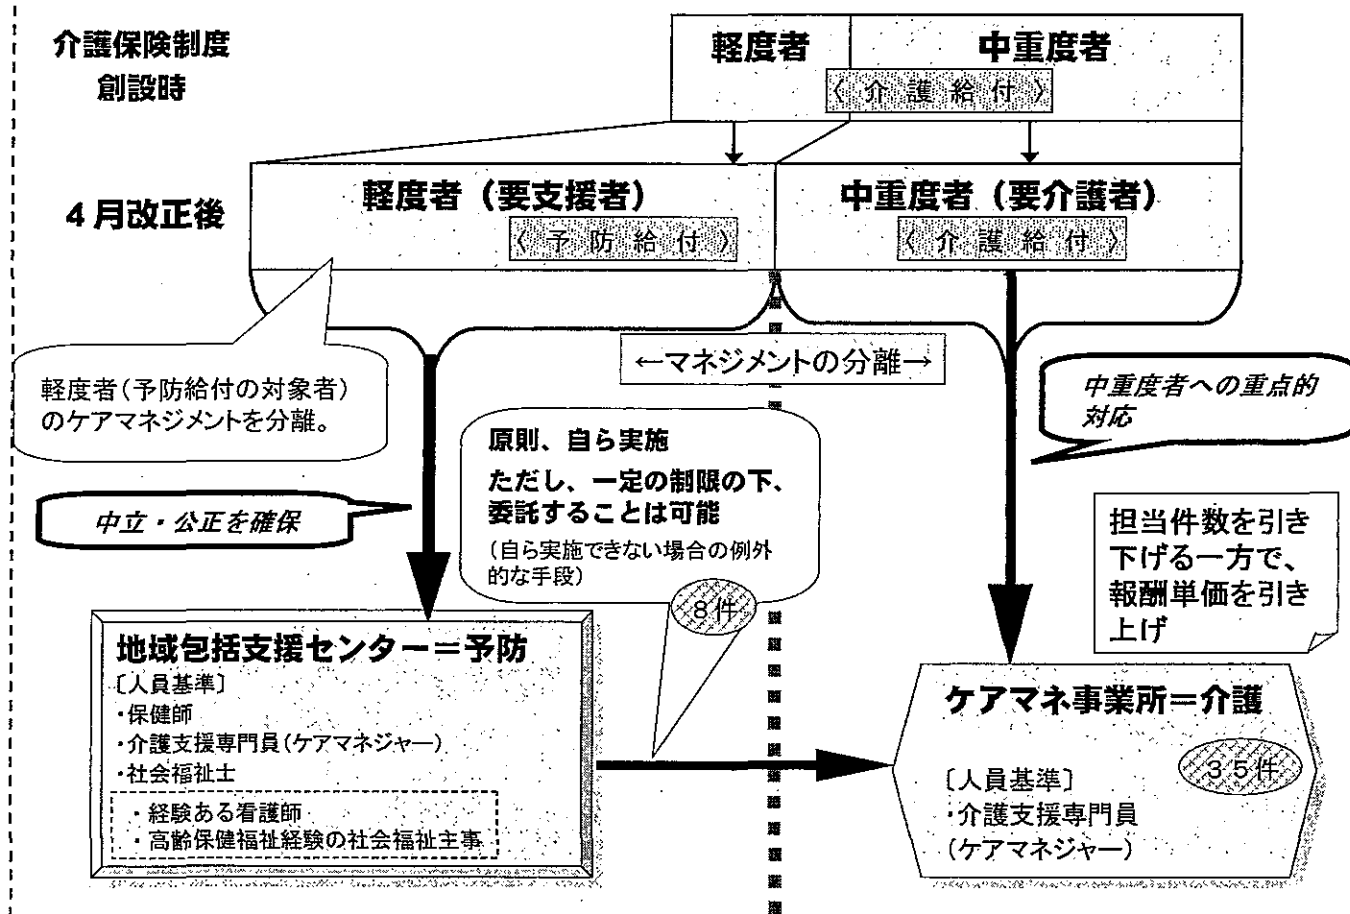 介護保険制度
創設時
軽度者
中重度者
〈 介 護 給 付 〉
4月改正後
軽度者（要支援者）
〈 予 防 給 付 〉
中重度者（要介護者）
〈 介 護 給 付 〉
←マネジメントの分離→
軽度者(予防給付の対象者)
のケアマネジメントを分離。
中重度者への重点的
対応
原則、自ら実施
ただし、一定の制限の下、
委託することは可能
（自ら実施できない場合の例外
的な手段）
8件
中立・公正を確保
担当件数を引き
下げる一方で、
報酬単価を引き
上げ
地域包括支援センター＝予防
〔人員基準〕
・保健師
・介護支援専門員(ケアマネジャー)
・社会福祉士
・経験ある看護師
・高齢保健福祉経験の社会福祉主事
ケアマネ事業所＝介護
35件
〔人員基準〕
・介護支援専門員
(ケアマネジャー)